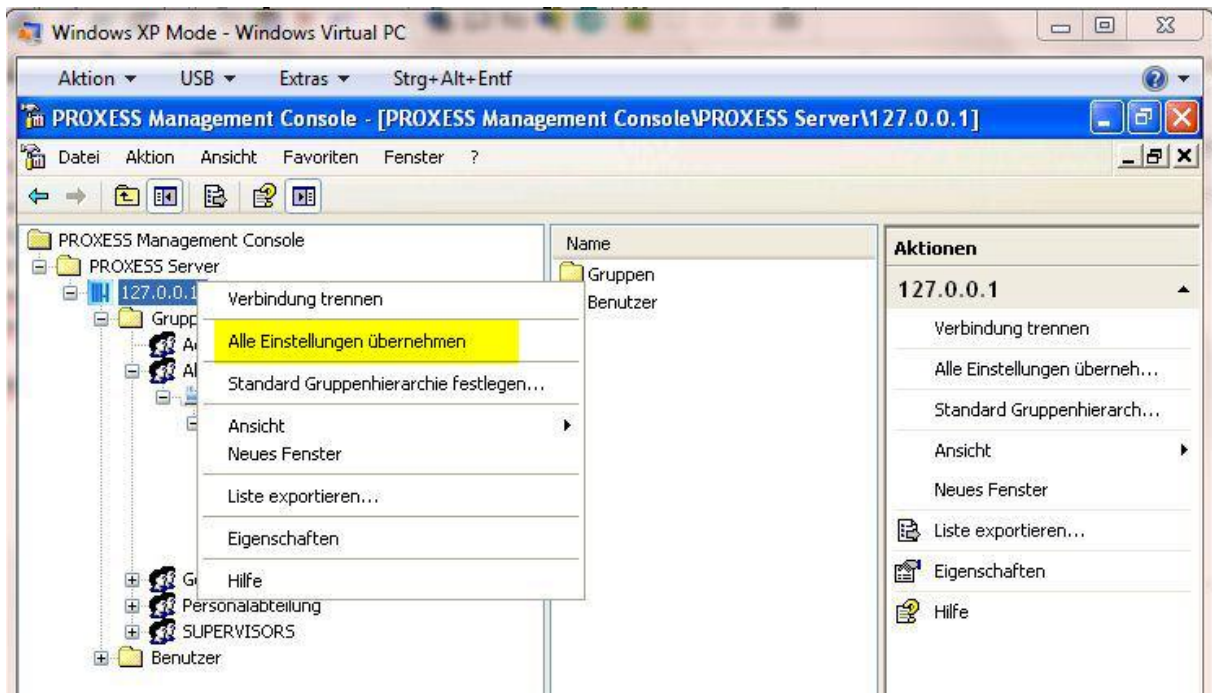 Windows XP Mode - Windows Virtual PC
Aktion USB Extras Strg+Alt+Entf
PROXESS Management Console - [PROXESS Management Console\PROXESS Server\127.0.0.1]
Datei Aktion Ansicht Favoriten Fenster ?
PROXESS Management Console
PROXESS Server
127.0.0.1
Personalabteilung
SUPERVISORS
Benutzer
Verbindung trennen
Alle Einstellungen übernehmen
Standard Gruppenhierarchie festlegen...
Ansicht
Neues Fenster
Liste exportieren...
Eigenschaften
Hilfe
Name
Gruppen
Benutzer
Aktionen
127.0.0.1
Verbindung trennen
Alle Einstellungen überneh...
Standard Gruppenhierarch...
Ansicht
Neues Fenster
Liste exportieren...
Eigenschaften
Hilfe